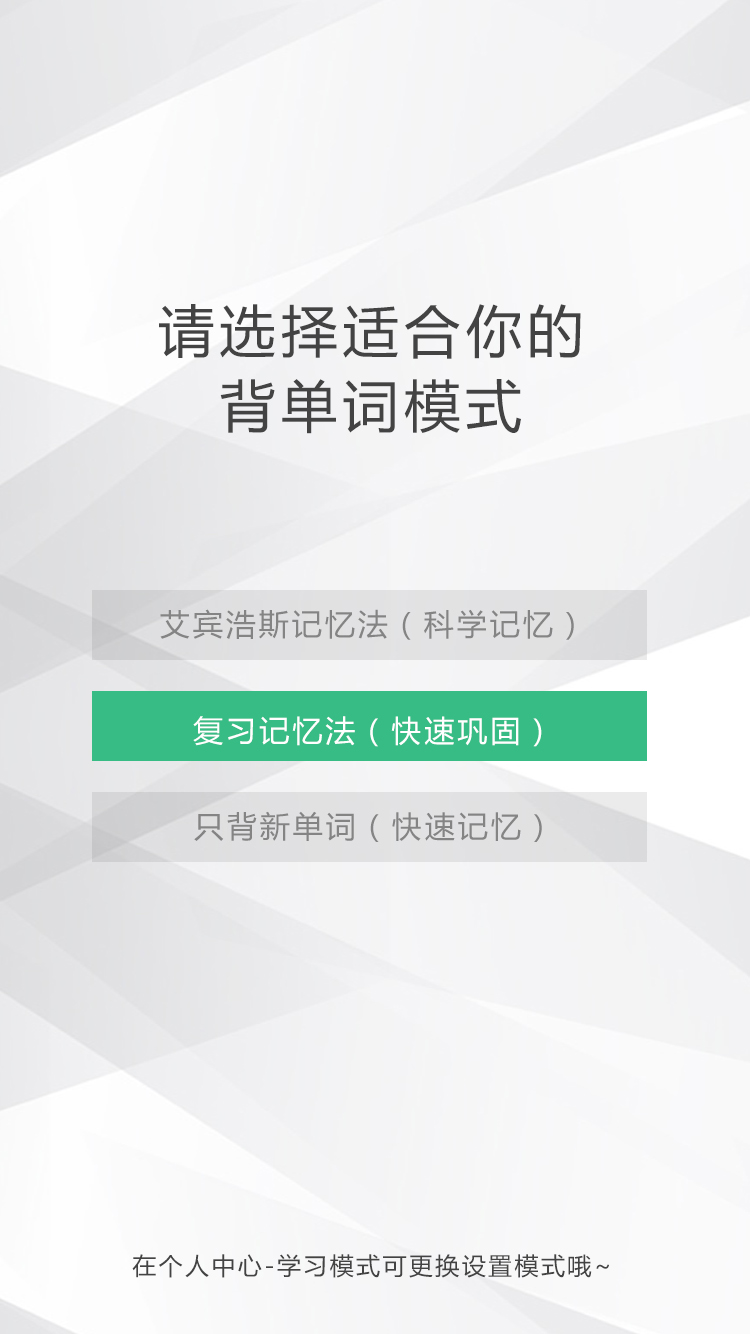 请选择适合你的
背单词模式
艾宾浩斯记忆法（科学记忆）
复习记忆法（快速巩固）
只背新单词（快速记忆）
在个人中心-学习模式可更换设置模式哦~